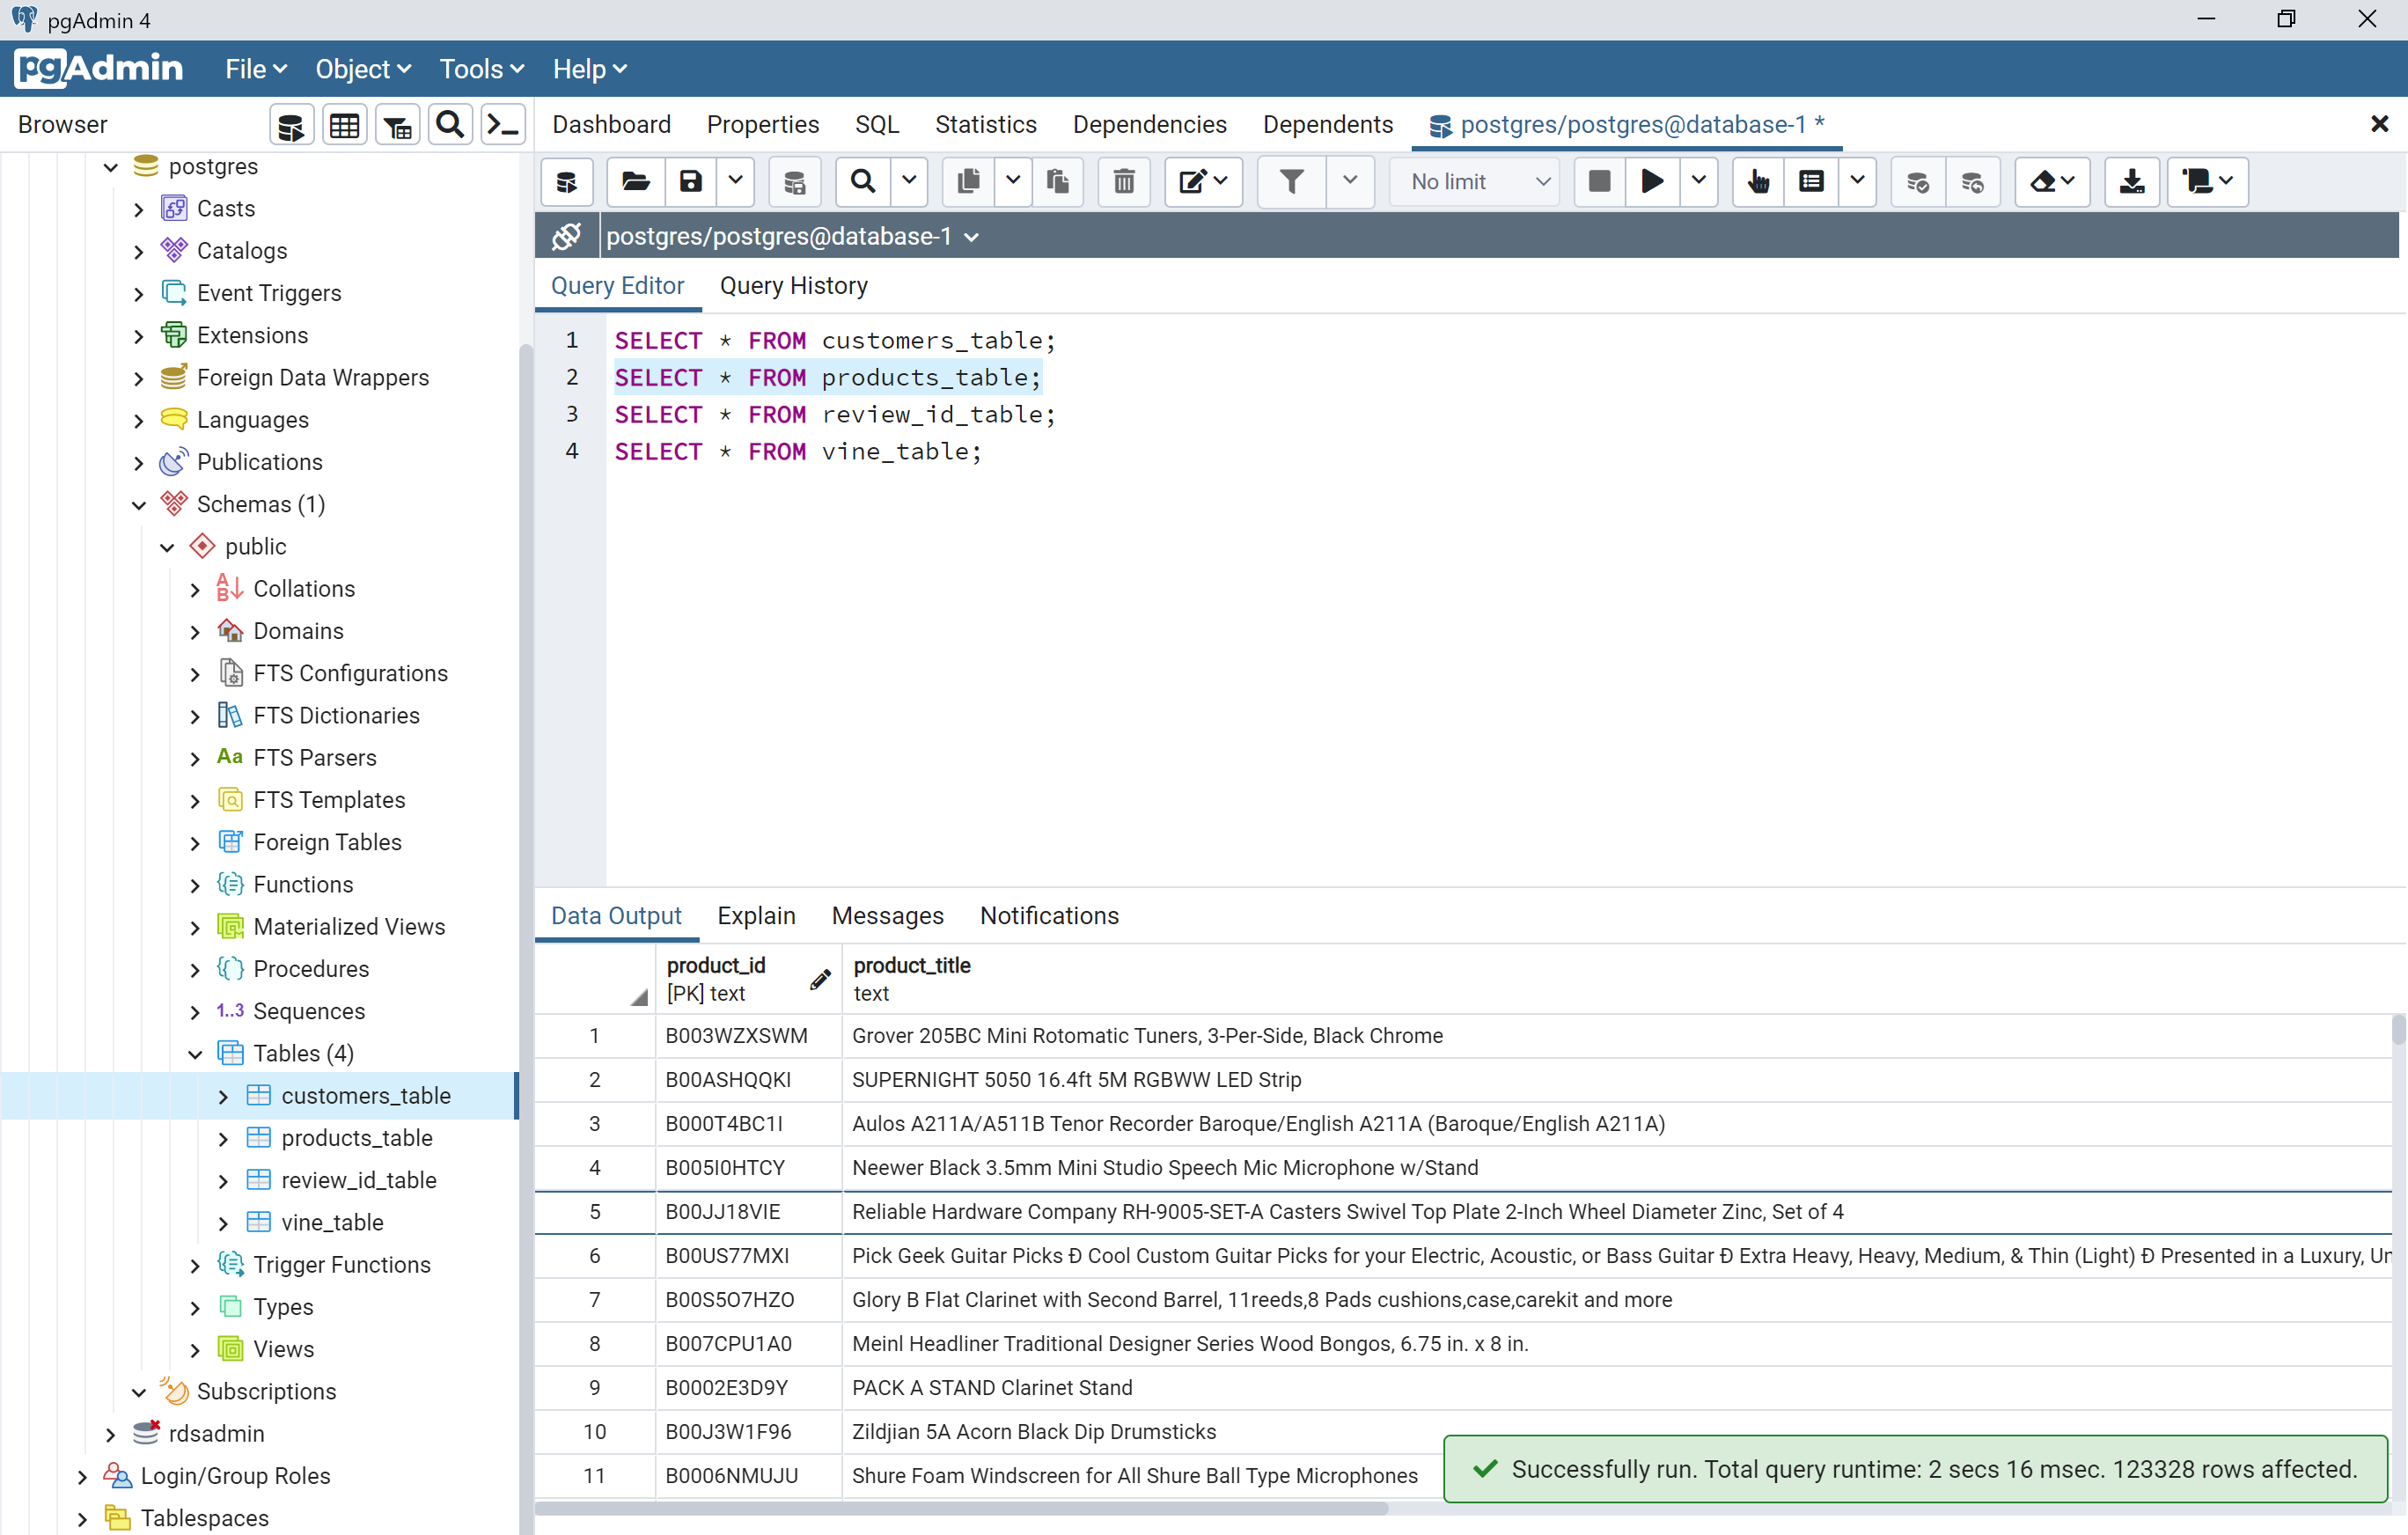 pgAdmin 4
pgAdmin File Object Tools Help
Browser
Dashboard Properties SQL Statistics Dependencies Dependents postgres/postgres@database-1 *
No limit
postgres/postgres@database-1
Query Editor Query History
1 SELECT * FROM customers_table;
2 SELECT * FROM products_table;
3 SELECT * FROM review_id_table;
4 SELECT * FROM vine_table;
postgres
Casts
Catalogs
Event Triggers
Extensions
Foreign Data Wrappers
Languages
Publications
Schemas (1)
public
Collations
Domains
FTS Configurations
FTS Dictionaries
Aa FTS Parsers
FTS Templates
Foreign Tables
Functions
Materialized Views
Procedures
1..3 Sequences
Tables (4)
customers_table
products_table
review_id_table
vine_table
Trigger Functions
Types
Views
Subscriptions
rdsadmin
Login/Group Roles
Tablespaces
Data Output Explain Messages Notifications
product_id product_title
[PK] text text
1 B003WZXSWM Grover 205BC Mini Rotomatic Tuners, 3-Per-Side, Black Chrome
2 B00ASHQQKI SUPERNIGHT 5050 16.4ft 5M RGBWW LED Strip
3 B000T4BC1I Aulos A211A/A511B Tenor Recorder Baroque/English A211A (Baroque/English A211A)
4 B005I0HTCY Neewer Black 3.5mm Mini Studio Speech Mic Microphone w/Stand
5 B00JJ18VIE Reliable Hardware Company RH-9005-SET-A Casters Swivel Top Plate 2-Inch Wheel Diameter Zinc, Set of 4
6 B00US77MXI Pick Geek Guitar Picks Ð Cool Custom Guitar Picks for your Electric, Acoustic, or Bass Guitar Ð Extra Heavy, Heavy, Medium, & Thin (Light) Ð Presented in a Luxury,
7 B00S5O7HZO Glory B Flat Clarinet with Second Barrel, 11reeds,8 Pads cushions,case,carekit and more
8 B007CPU1A0 Meinl Headliner Traditional Designer Series Wood Bongos, 6.75 in. x 8 in.
9 B0002E3D9Y PACK A STAND Clarinet Stand
10 B00J3W1F96 Zildjian 5A Acorn Black Dip Drumsticks
11 B0006NMUJU Shure Foam Windscreen for All Shure Ball Type Microphones
Successfully run. Total query runtime: 2 secs 16 msec. 123328 rows affected.